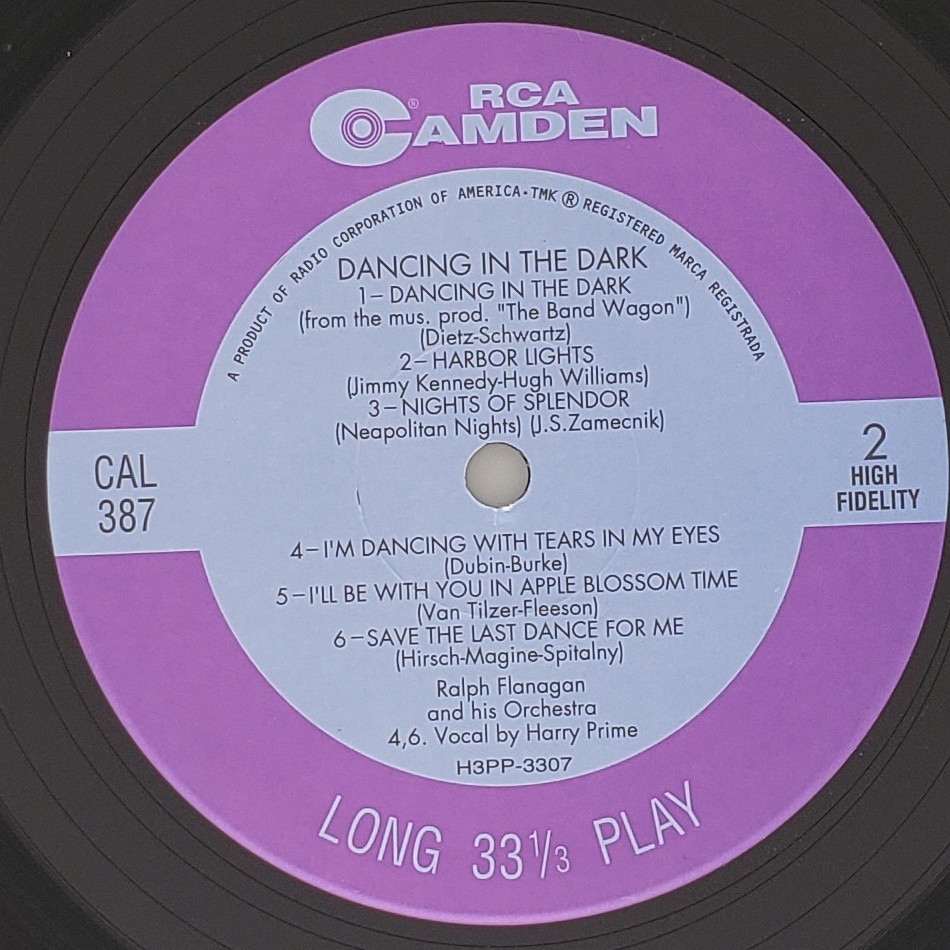 RCA
CAMDEN®
A PRODUCT OF RADIO CORPORATION OF AMERICA•TMK ® REGISTERED MARCA REGISTRADA
DANCING IN THE DARK
1– DANCING IN THE DARK
(from the mus. prod. "The Band Wagon")
(Dietz-Schwartz)
2–HARBOR LIGHTS
(Jimmy Kennedy-Hugh Williams)
3–NIGHTS OF SPLENDOR
(Neapolitan Nights) (J.S.Zamecnik)
CAL
387
2
HIGH
FIDELITY
4–I'M DANCING WITH TEARS IN MY EYES
(Dubin-Burke)
5–I'LL BE WITH YOU IN APPLE BLOSSOM TIME
(Van Tilzer-Fleeson)
6–SAVE THE LAST DANCE FOR ME
(Hirsch-Magine-Spitalny)
Ralph Flanagan
and his Orchestra
4,6. Vocal by Harry Prime
H3PP-3307
LONG 33 1/3 PLAY